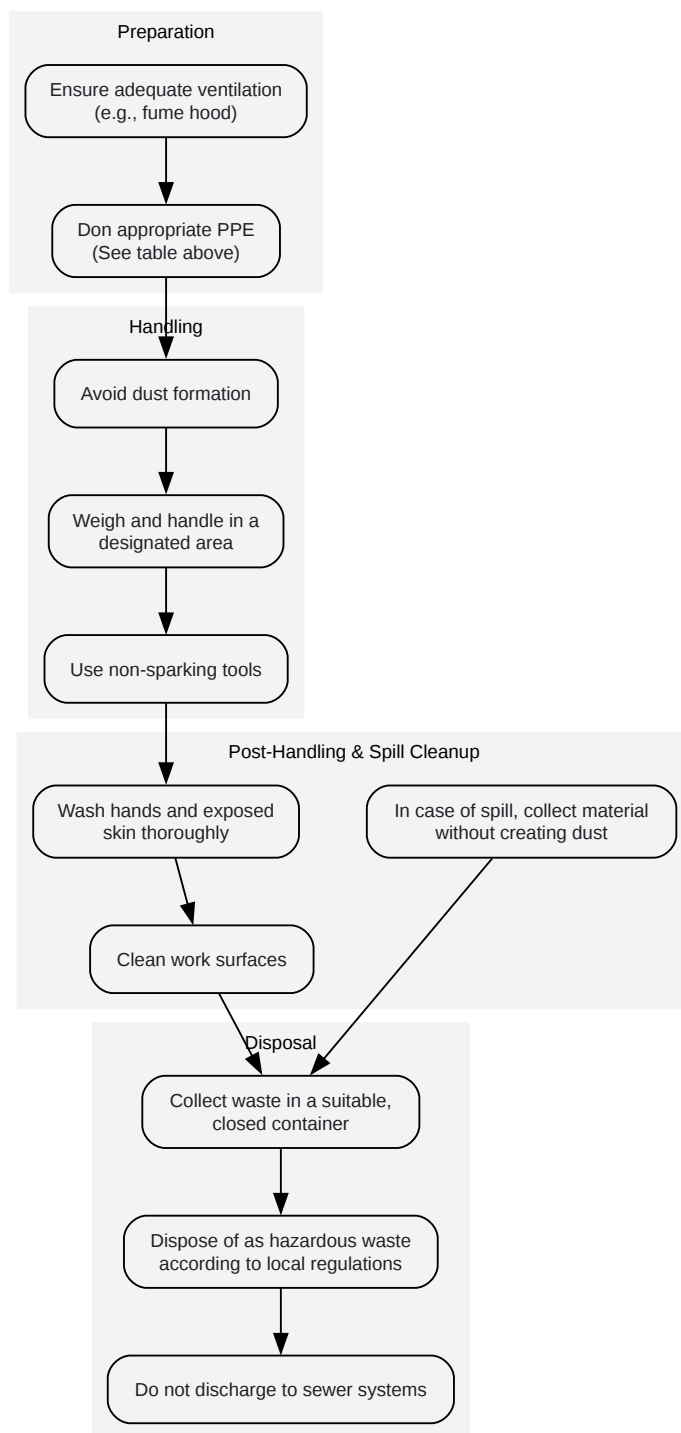 Preparation
Ensure adequate ventilation
(e.g., fume hood)
Don appropriate PPE
(See table above)
Handling
Avoid dust formation
Weigh and handle in a
designated area
Use non-sparking tools
Post-Handling & Spill Cleanup
Wash hands and exposed
skin thoroughly
In case of spill, collect material
without creating dust
Clean work surfaces
Disposal
Collect waste in a suitable,
closed container
Dispose of as hazardous waste
according to local regulations
Do not discharge to sewer systems